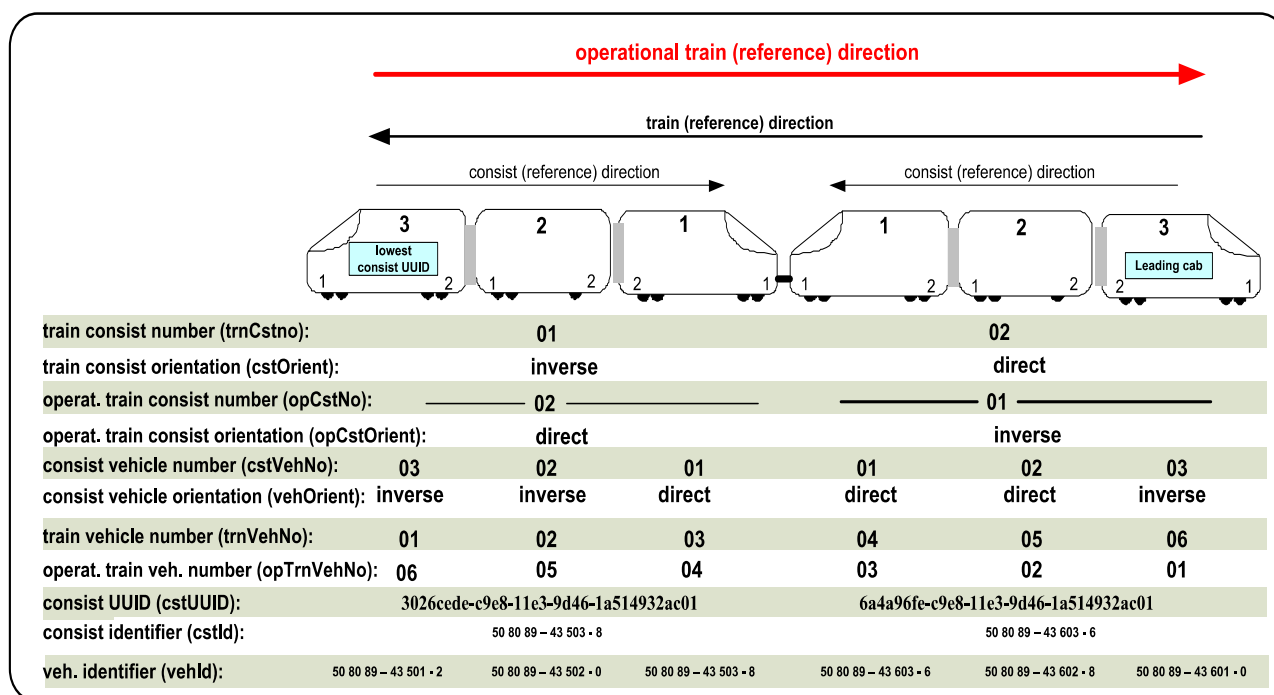 operational train (reference) direction
train (reference) direction
consist (reference) direction consist (reference) direction
3 2 1 1 2 3
lowest
consist UUID
Leading cab
1 2 1 2 2 1 1 2 1 2 2 1
train consist number (trnCstno): 01 02
train consist orientation (cstOrient): inverse direct
operat. train consist number (opCstNo): 02 01
operat. train consist orientation (opCstOrient): direct inverse
consist vehicle number (cstVehNo): 03 02 01 01 02 03
consist vehicle orientation (vehOrient): inverse inverse direct direct direct inverse
train vehicle number (trnVehNo): 01 02 03 04 05 06
operat. train veh. number (opTrnVehNo): 06 05 04 03 02 01
consist UUID (cstUUID): 3026cede-c9e8-11e3-9d46-1a514932ac01 6a4a96fe-c9e8-11e3-9d46-1a514932ac01
consist identifier (cstId): 50 80 89 – 43 503 - 8 50 80 89 – 43 603 - 6
veh. identifier (vehId): 50 80 89 – 43 501 - 2 50 80 89 – 43 502 - 0 50 80 89 – 43 503 - 8 50 80 89 – 43 603 - 6 50 80 89 – 43 602 - 8 50 80 89 – 43 601 - 0